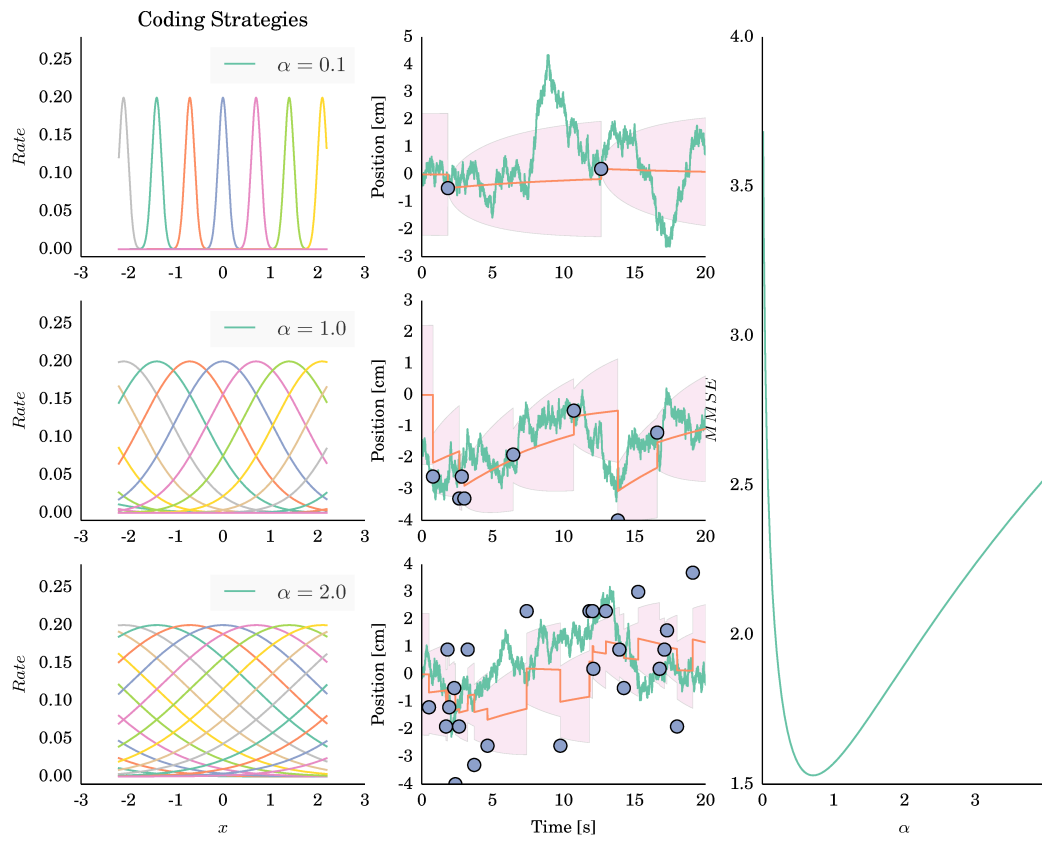 Coding Strategies
0.25
0.20
0.15
0.10
0.05
0.00
Rate
α = 0.1
-3 -2 -1 0 1 2 3
5
4
3
2
1
0
-1
-2
-3
Position [cm]
0 5 10 15 20
0.25
0.20
0.15
0.10
0.05
0.00
Rate
α = 1.0
-3 -2 -1 0 1 2 3
3
2
1
0
-1
-2
-3
-4
Position [cm]
0 5 10 15 20
0.25
0.20
0.15
0.10
0.05
0.00
Rate
α = 2.0
-3 -2 -1 0 1 2 3
x
4
3
2
1
0
-1
-2
-3
-4
Position [cm]
0 5 10 15 20
Time [s]
4.0
3.5
3.0
2.5
2.0
1.5
MMSE
0 1 2 3
α